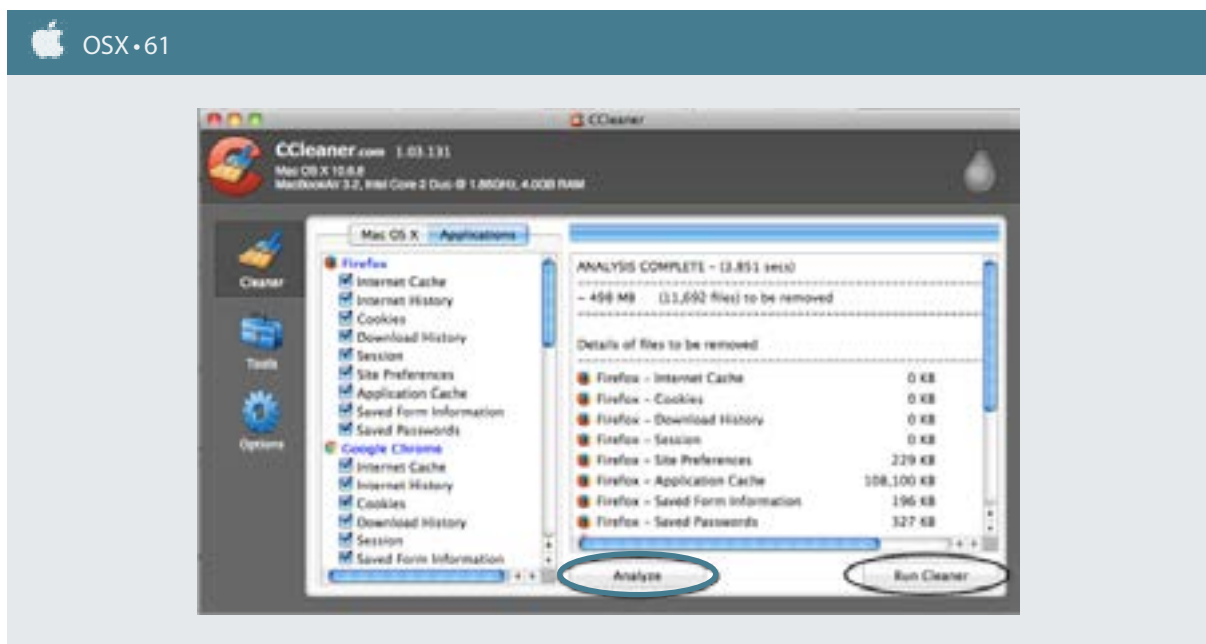 OSX•61
CCleaner
CCleaner.com 1.03.131
Mac OS X 10.6.8
MacBookAir 3.2, Intel Core 2 Duo @ 1.86GHz, 4.0GB RAM
Cleaner
Tools
Options
Mac OS X Applications
Firefox
Internet Cache
Internet History
Cookies
Download History
Session
Site Preferences
Application Cache
Saved Form Information
Saved Passwords
Google Chrome
Internet Cache
Internet History
Cookies
Download History
Session
Saved Form Information
ANALYSIS COMPLETE - (3.851 secs)
~ 498 MB (11,692 files) to be removed
Details of files to be removed
Firefox - Internet Cache 0 KB
Firefox - Cookies 0 KB
Firefox - Download History 0 KB
Firefox - Session 0 KB
Firefox - Site Preferences 229 KB
Firefox - Application Cache 108,100 KB
Firefox - Saved Form Information 196 KB
Firefox - Saved Passwords 327 KB
Analyze
Run Cleaner